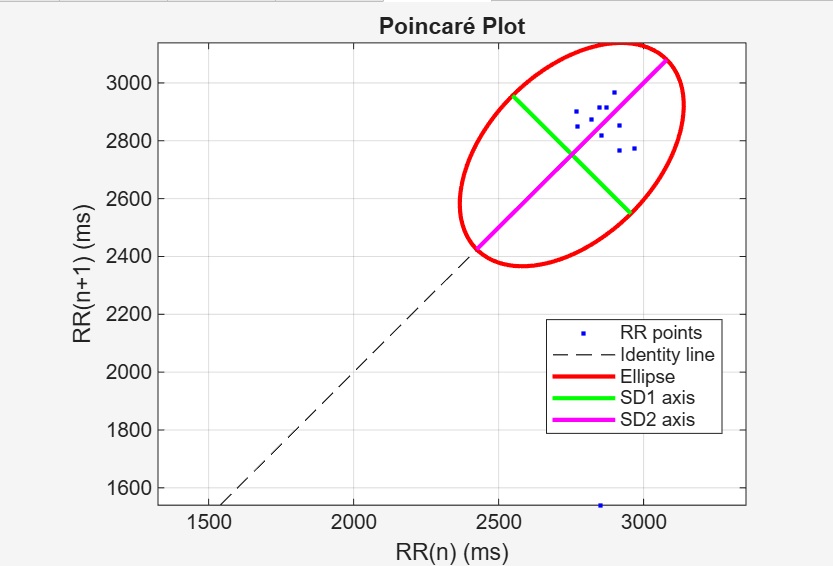 Poincaré Plot
3000
2800
2600
2400
2200
2000
1800
1600
RR(n+1) (ms)
RR points
Identity line
Ellipse
SD1 axis
SD2 axis
1500 2000 2500 3000
RR(n) (ms)